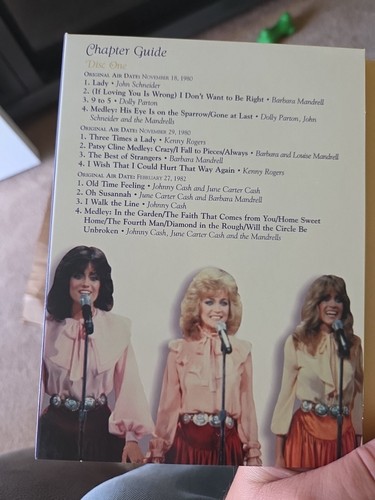 Chapter Guide
Disc One
Original Air Date: November 18, 1980
1. Lady • John Schneider
2. (If Loving You Is Wrong) I Don't Want to Be Right • Barbara Mandrell
3. 9 to 5 • Dolly Parton
4. Medley: His Eye Is on the Sparrow/Gone at Last • Dolly Parton, John
Schneider and the Mandrells
Original Air Date: November 29, 1980
1. Three Times a Lady • Kenny Rogers
2. Patsy Cline Medley: Crazy/I Fall to Pieces/Always • Barbara and Louise Mandrell
3. The Best of Strangers • Barbara Mandrell
4. I Wish That I Could Hurt That Way Again • Kenny Rogers
Original Air Date: February 27, 1982
1. Old Time Feeling • Johnny Cash and June Carter Cash
2. Oh Susannah • June Carter Cash and Barbara Mandrell
3. I Walk the Line • Johnny Cash
4. Medley: In the Garden/The Faith That Comes from You/Home Sweet
Home/The Fourth Man/Diamond in the Rough/Will the Circle Be
Unbroken • Johnny Cash, June Carter Cash and the Mandrells